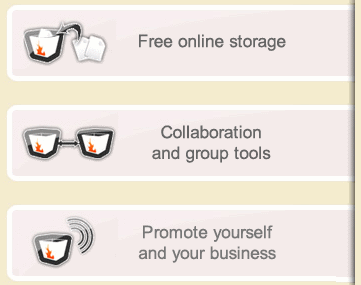 Free online storage
Collaboration
and group tools
Promote yourself
and your business